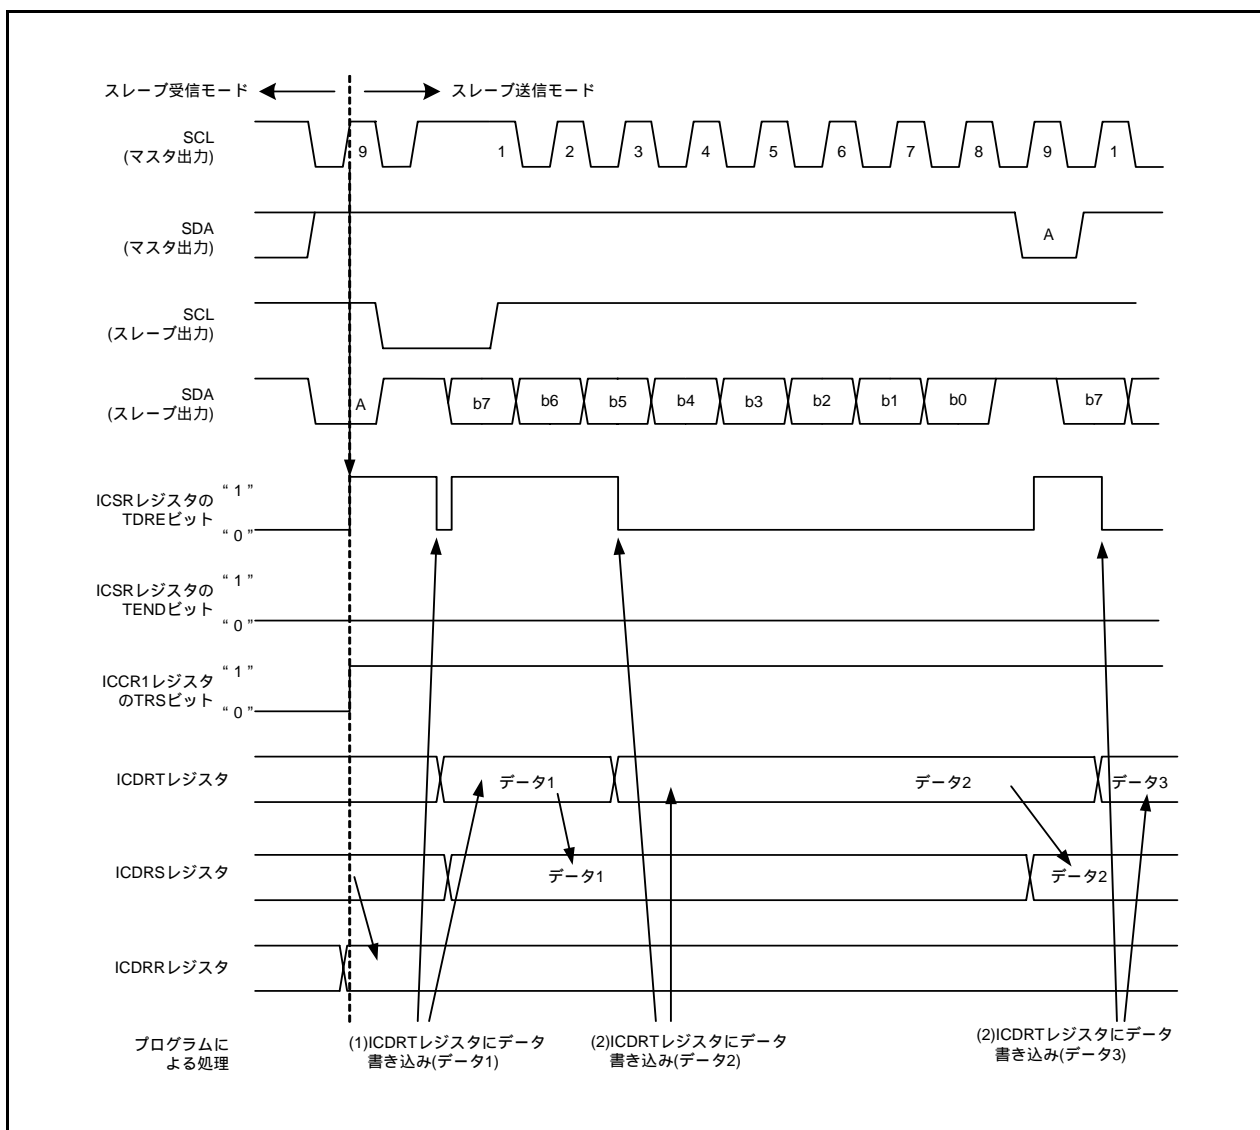 スレーブ受信モード
スレーブ送信モード
SCL
(マスタ出力)
9
1
2
3
4
5
6
7
8
9
1
SDA
(マスタ出力)
A
SCL
(スレーブ出力)
SDA
(スレーブ出力)
A
b7
b6
b5
b4
b3
b2
b1
b0
b7
ICSRレジスタの
TDREビット
“ 1 ”
“ 0 ”
ICSRレジスタの
TENDビット
“ 1 ”
“ 0 ”
ICCR1レジスタ
のTRSビット
“ 1 ”
“ 0 ”
ICDRTレジスタ
データ1
データ2
データ3
ICDRSレジスタ
データ1
データ2
ICDRRレジスタ
プログラムに
よる処理
(1)ICDRTレジスタにデータ
書き込み(データ1)
(2)ICDRTレジスタにデータ
書き込み(データ2)
(2)ICDRTレジスタにデータ
書き込み(データ3)